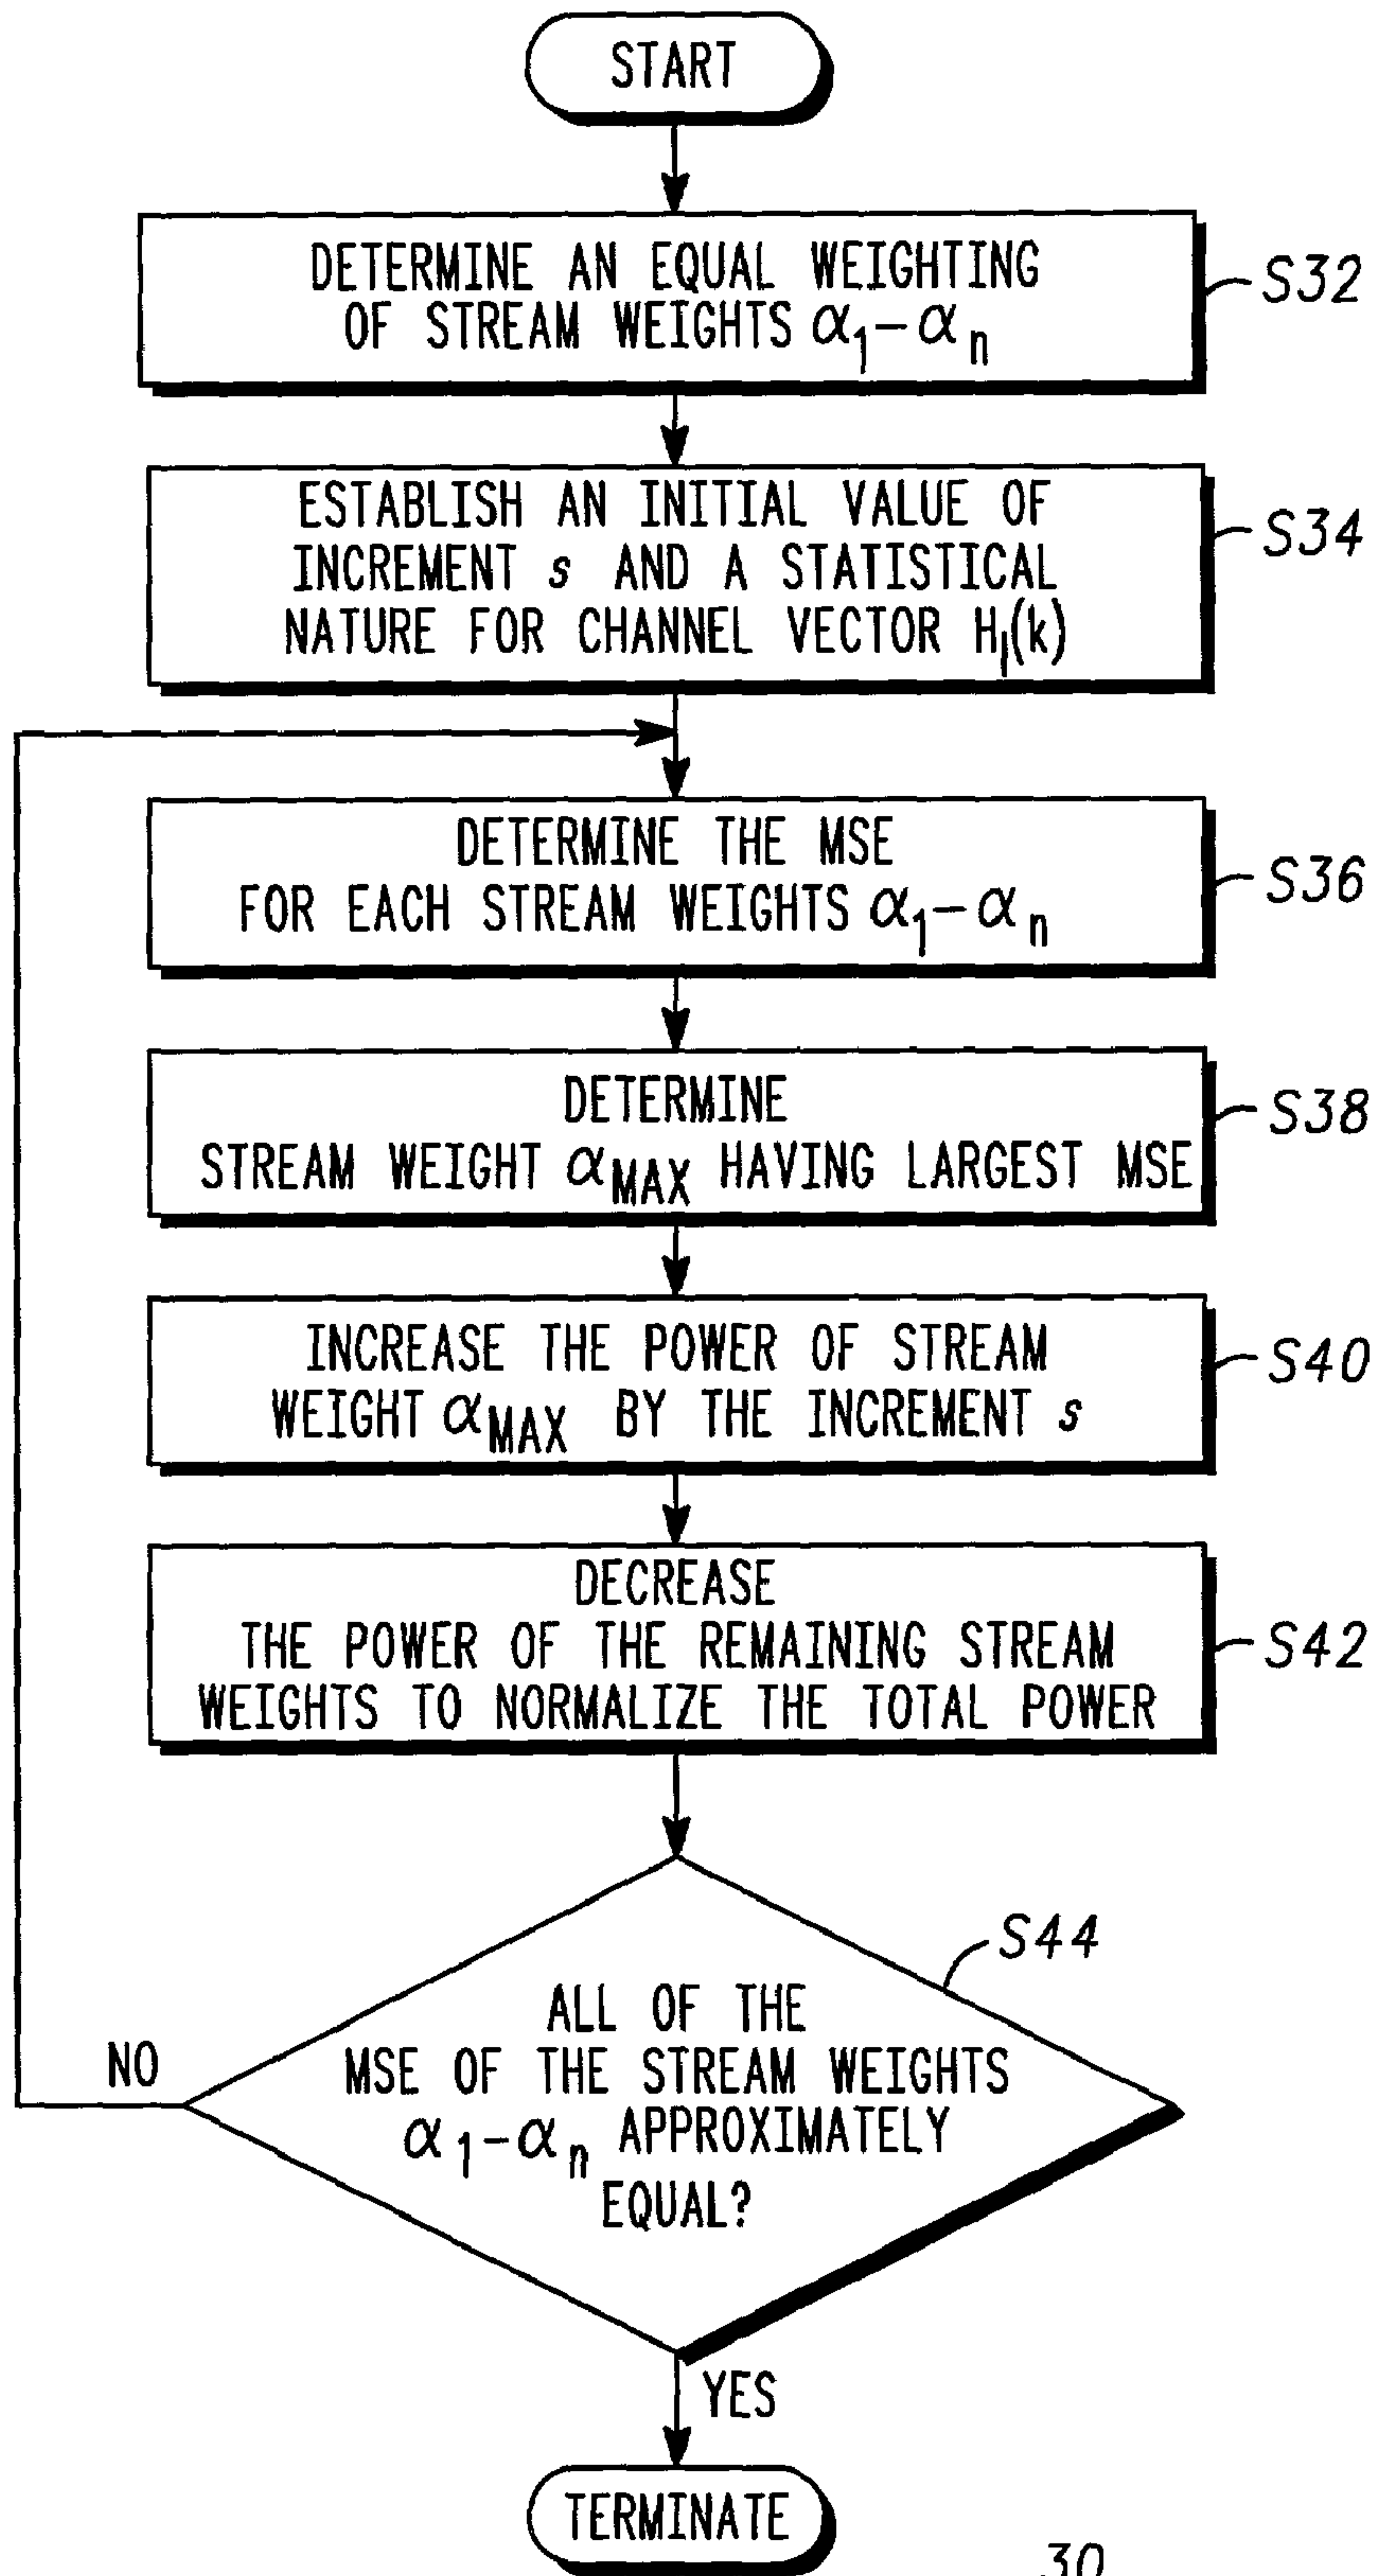 START
DETERMINE AN EQUAL WEIGHTING
OF STREAM WEIGHTS α1–αn
S32
ESTABLISH AN INITIAL VALUE OF
INCREMENT s AND A STATISTICAL
NATURE FOR CHANNEL VECTOR Hl(k)
S34
DETERMINE THE MSE
FOR EACH STREAM WEIGHTS α1–αn
S36
DETERMINE
STREAM WEIGHT αMAX HAVING LARGEST MSE
S38
INCREASE THE POWER OF STREAM
WEIGHT αMAX BY THE INCREMENT s
S40
DECREASE
THE POWER OF THE REMAINING STREAM
WEIGHTS TO NORMALIZE THE TOTAL POWER
S42
S44
ALL OF THE
MSE OF THE STREAM WEIGHTS
α1–αn APPROXIMATELY
EQUAL?
NO
YES
TERMINATE
30